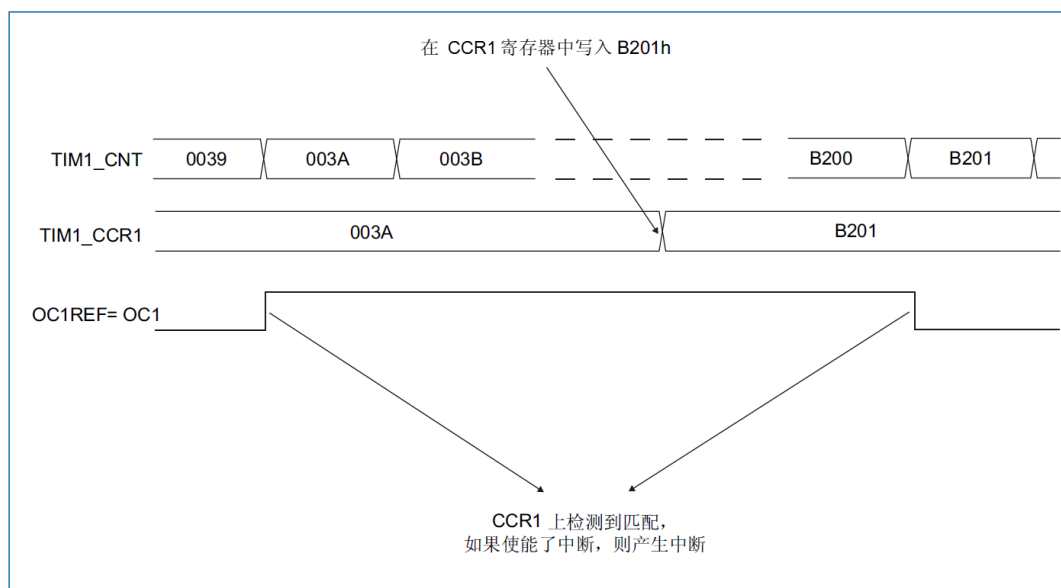 在 CCR1 寄存器中写入 B201h
TIM1_CNT 0039 003A 003B B200 B201
TIM1_CCR1 003A B201
OC1REF= OC1
CCR1 上检测到匹配，
如果使能了中断，则产生中断